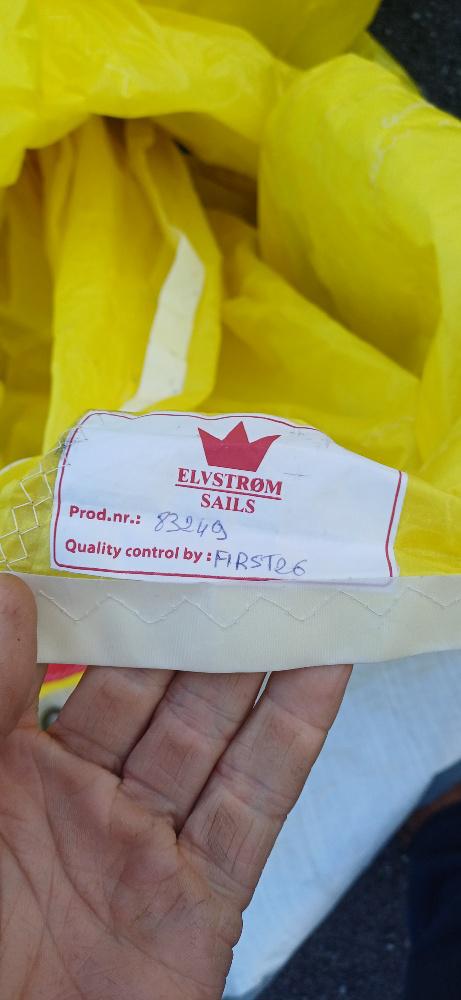 ELVSTRØM
SAILS
Prod.nr.: 83249
Quality control by: FIRST26